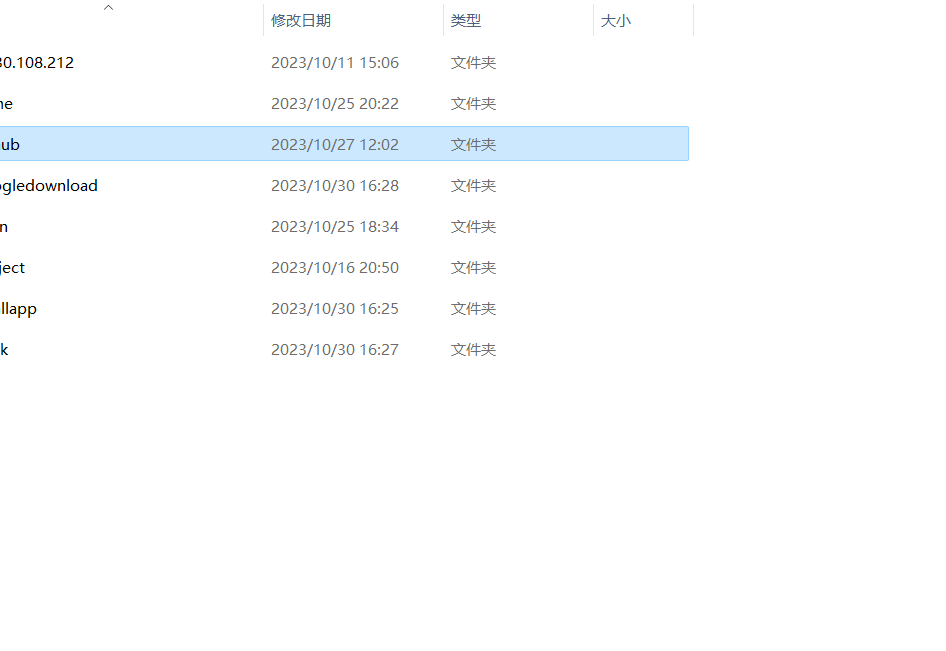 修改日期 类型 大小
30.108.212 2023/10/11 15:06 文件夹
ne 2023/10/25 20:22 文件夹
ub 2023/10/27 12:02 文件夹
ogledownload 2023/10/30 16:28 文件夹
n 2023/10/25 18:34 文件夹
ject 2023/10/16 20:50 文件夹
llapp 2023/10/30 16:25 文件夹
k 2023/10/30 16:27 文件夹